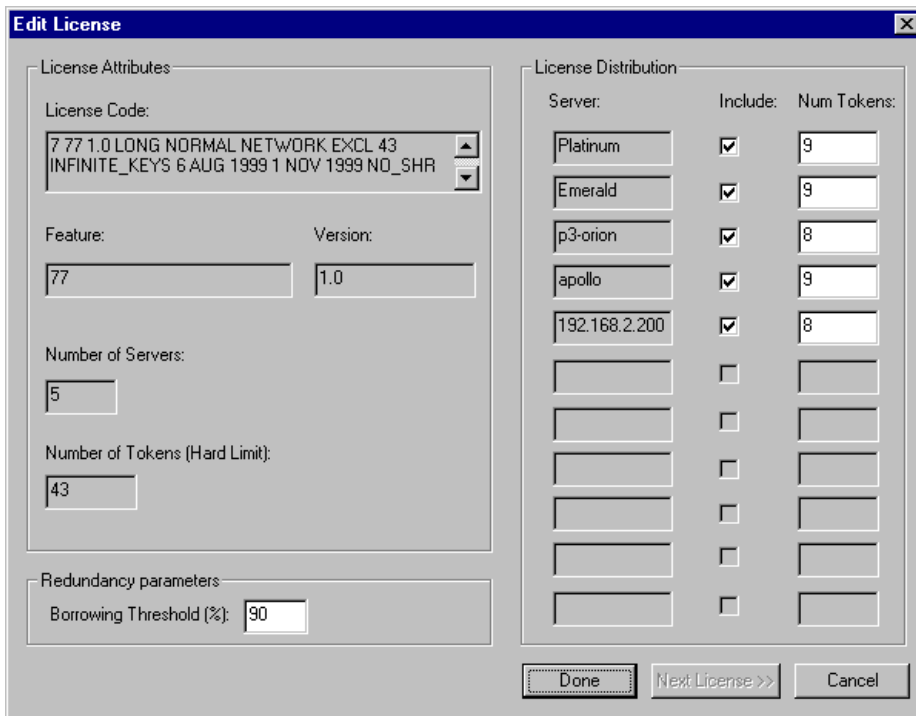 Edit License
License Attributes
License Code:
7 77 1.0 LONG NORMAL NETWORK EXCL 43
INFINITE_KEYS 6 AUG 1999 1 NOV 1999 NO_SHR
Feature: Version:
77 1.0
Number of Servers:
5
Number of Tokens (Hard Limit):
43
Redundancy parameters
Borrowing Threshold (%): 90
License Distribution
Server: Include: Num Tokens:
Platinum 9
Emerald 9
p3-orion 8
apollo 9
192.168.2.200 8
Done Next License >> Cancel